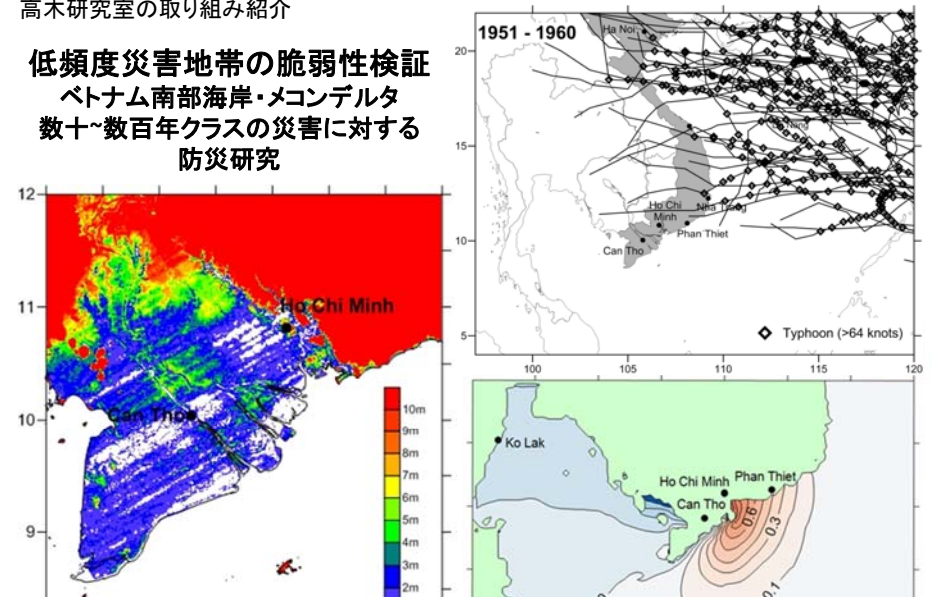 高木研究室の取り組み紹介
低頻度災害地帯の脆弱性検証
ベトナム南部海岸・メコンデルタ
数十~数百年クラスの災害に対する
防災研究
12
11
10
9
Ho Chi Minh
Can Tho
10m
9m
8m
7m
6m
5m
4m
3m
2m
1951 - 1960
20
15
10
5
Ha Noi
Nha Trang
Ho Chi
Minh
Phan Thiet
Can Tho
Typhoon (>64 knots)
100
105
110
115
120
Ko Lak
Ho Chi Minh
Phan Thiet
Can Tho
0.6
0.3
0.1
0